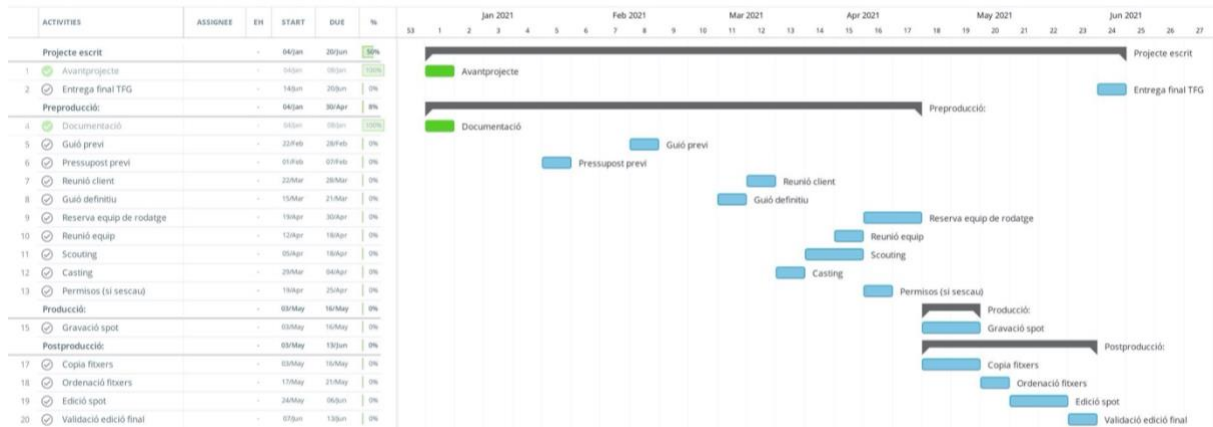 ACTIVITIES ASSIGNEE EH START DUE %
Jan 2021 Feb 2021 Mar 2021 Apr 2021 May 2021 Jun 2021
53 1 2 3 4 5 6 7 8 9 10 11 12 13 14 15 16 17 18 19 20 21 22 23 24 25 26 27
Projecte escrit - 04/Jan 20/Jun 50% Projecte escrit
1 Avantprojecte - 04/Jan 08/Jan 100% Avantprojecte
2 Entrega final TFG - 14/Jun 20/Jun 0% Entrega final TFG
Preproducció: - 04/Jan 30/Apr 8% Preproducció:
4 Documentació - 04/Jan 08/Jan 100% Documentació
5 Guió previ - 22/Feb 28/Feb 0% Guió previ
6 Pressupost previ - 01/Feb 07/Feb 0% Pressupost previ
7 Reunió client - 22/Mar 28/Mar 0% Reunió client
8 Guió definitiu - 15/Mar 21/Mar 0% Guió definitiu
9 Reserva equip de rodatge - 19/Apr 30/Apr 0% Reserva equip de rodatge
10 Reunió equip - 12/Apr 18/Apr 0% Reunió equip
11 Scouting - 05/Apr 18/Apr 0% Scouting
12 Casting - 29/Mar 04/Apr 0% Casting
13 Permisos (si sescau) - 19/Apr 25/Apr 0% Permisos (si sescau)
Producció: - 03/May 16/May 0% Producció:
15 Gravació spot - 03/May 16/May 0% Gravació spot
Postproducció: - 03/May 13/Jun 0% Postproducció:
17 Copia fitxers - 03/May 16/May 0% Copia fitxers
18 Ordenació fitxers - 17/May 21/May 0% Ordenació fitxers
19 Edició spot - 24/May 06/Jun 0% Edició spot
20 Validació edició final - 07/Jun 13/Jun 0% Validació edició final